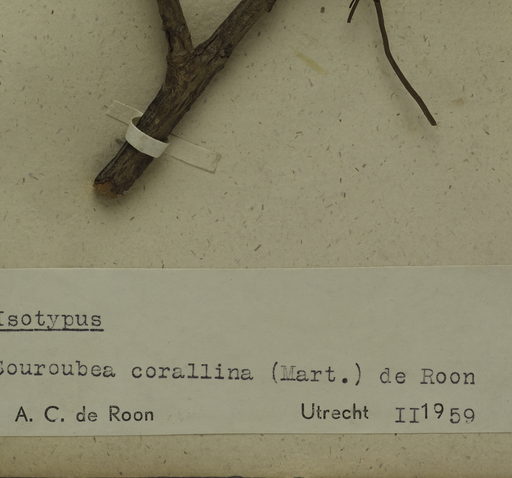 Isotypus
Souroubea corallina (Mart.) de Roon
A. C. de Roon Utrecht II 1959